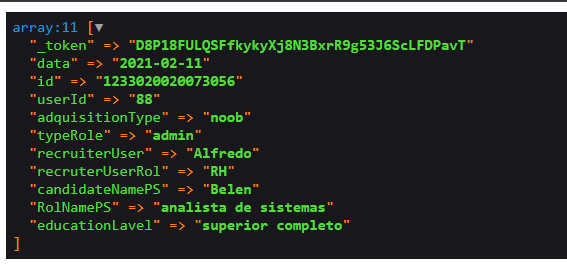 array:11 [▼
"_token" => "D8P18FULQSFfkykyXj8N3BxrR9g53J6ScLFDPavT"
"data" => "2021-02-11"
"id" => "1233020020073056"
"userId" => "88"
"adquisitionType" => "noob"
"typeRole" => "admin"
"recruiterUser" => "Alfredo"
"recruterUserRol" => "RH"
"candidateNamePS" => "Belen"
"RolNamePS" => "analista de sistemas"
"educationLavel" => "superior completo"
]